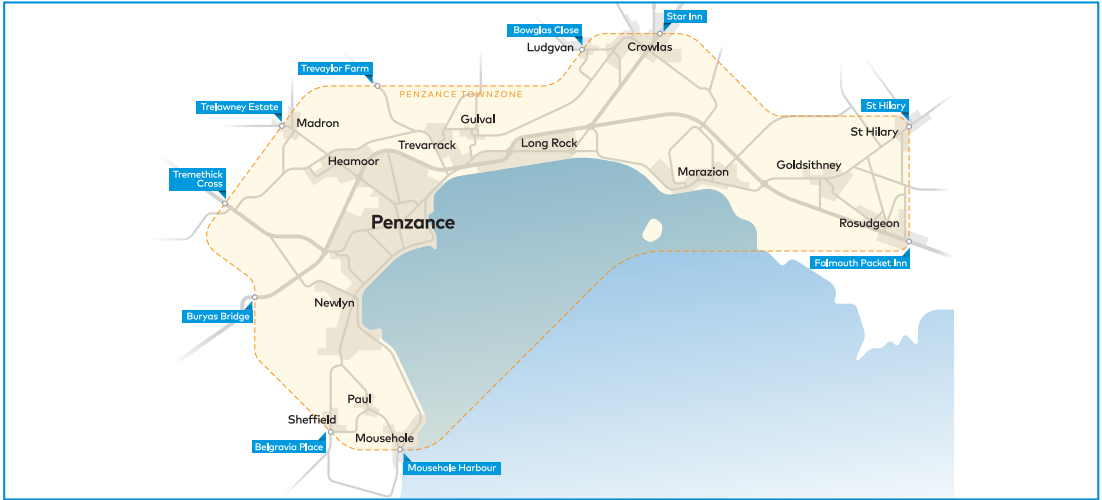 Star Inn
Bowglas Close
Ludgvan
Crowlas
Trevaylor Farm
PENZANCE TOWNZONE
Trelawney Estate
Madron
Gulval
St Hilary
St Hilary
Trevarrack
Long Rock
Heamoor
Goldsithney
Marazion
Tremethick
Cross
Penzance
Rosudgeon
Falmouth Packet Inn
Newlyn
Buryas Bridge
Paul
Sheffield
Mousehole
Belgravia Place
Mousehole Harbour